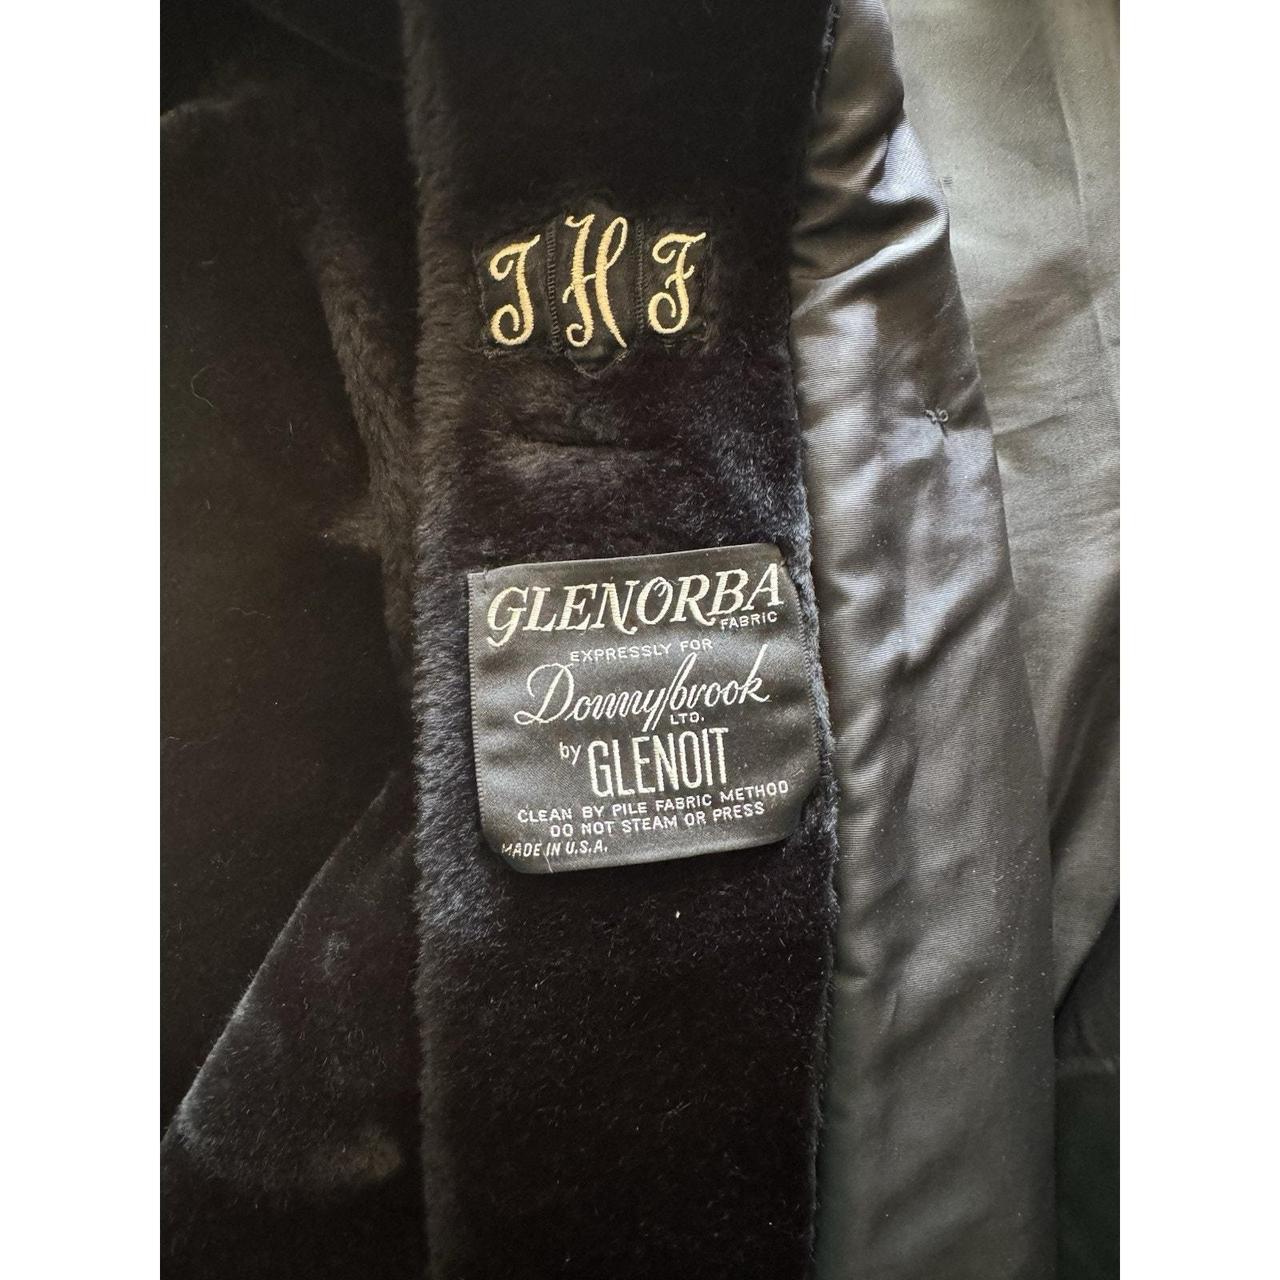 J H F
GLENORBA
FABRIC
EXPRESSLY FOR
Donnybrook
LTD.
by GLENOIT
CLEAN BY PILE FABRIC METHOD
DO NOT STEAM OR PRESS
MADE IN U.S.A.